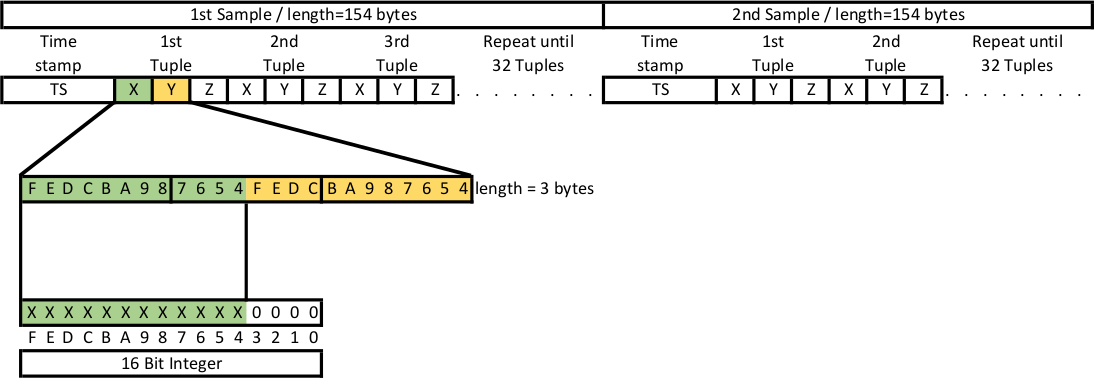 1st Sample / length=154 bytes 2nd Sample / length=154 bytes
Time 1st 2nd 3rd Repeat until Time 1st 2nd Repeat until
stamp Tuple Tuple Tuple 32 Tuples stamp Tuple Tuple 32 Tuples
TS X Y Z X Y Z X Y Z . . . . . . . . TS X Y Z X Y Z . . . . . . . .
F E D C B A 9 8 7 6 5 4 F E D C B A 9 8 7 6 5 4 length = 3 bytes
X X X X X X X X X X X X 0 0 0 0
F E D C B A 9 8 7 6 5 4 3 2 1 0
16 Bit Integer